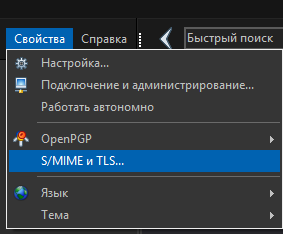 Свойства Справка Быстрый поиск
Настройка...
Подключение и администрирование...
Работать автономно
OpenPGP
S/MIME и TLS...
Язык
Тема